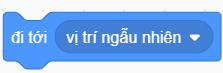 đi tới vị trí ngẫu nhiên